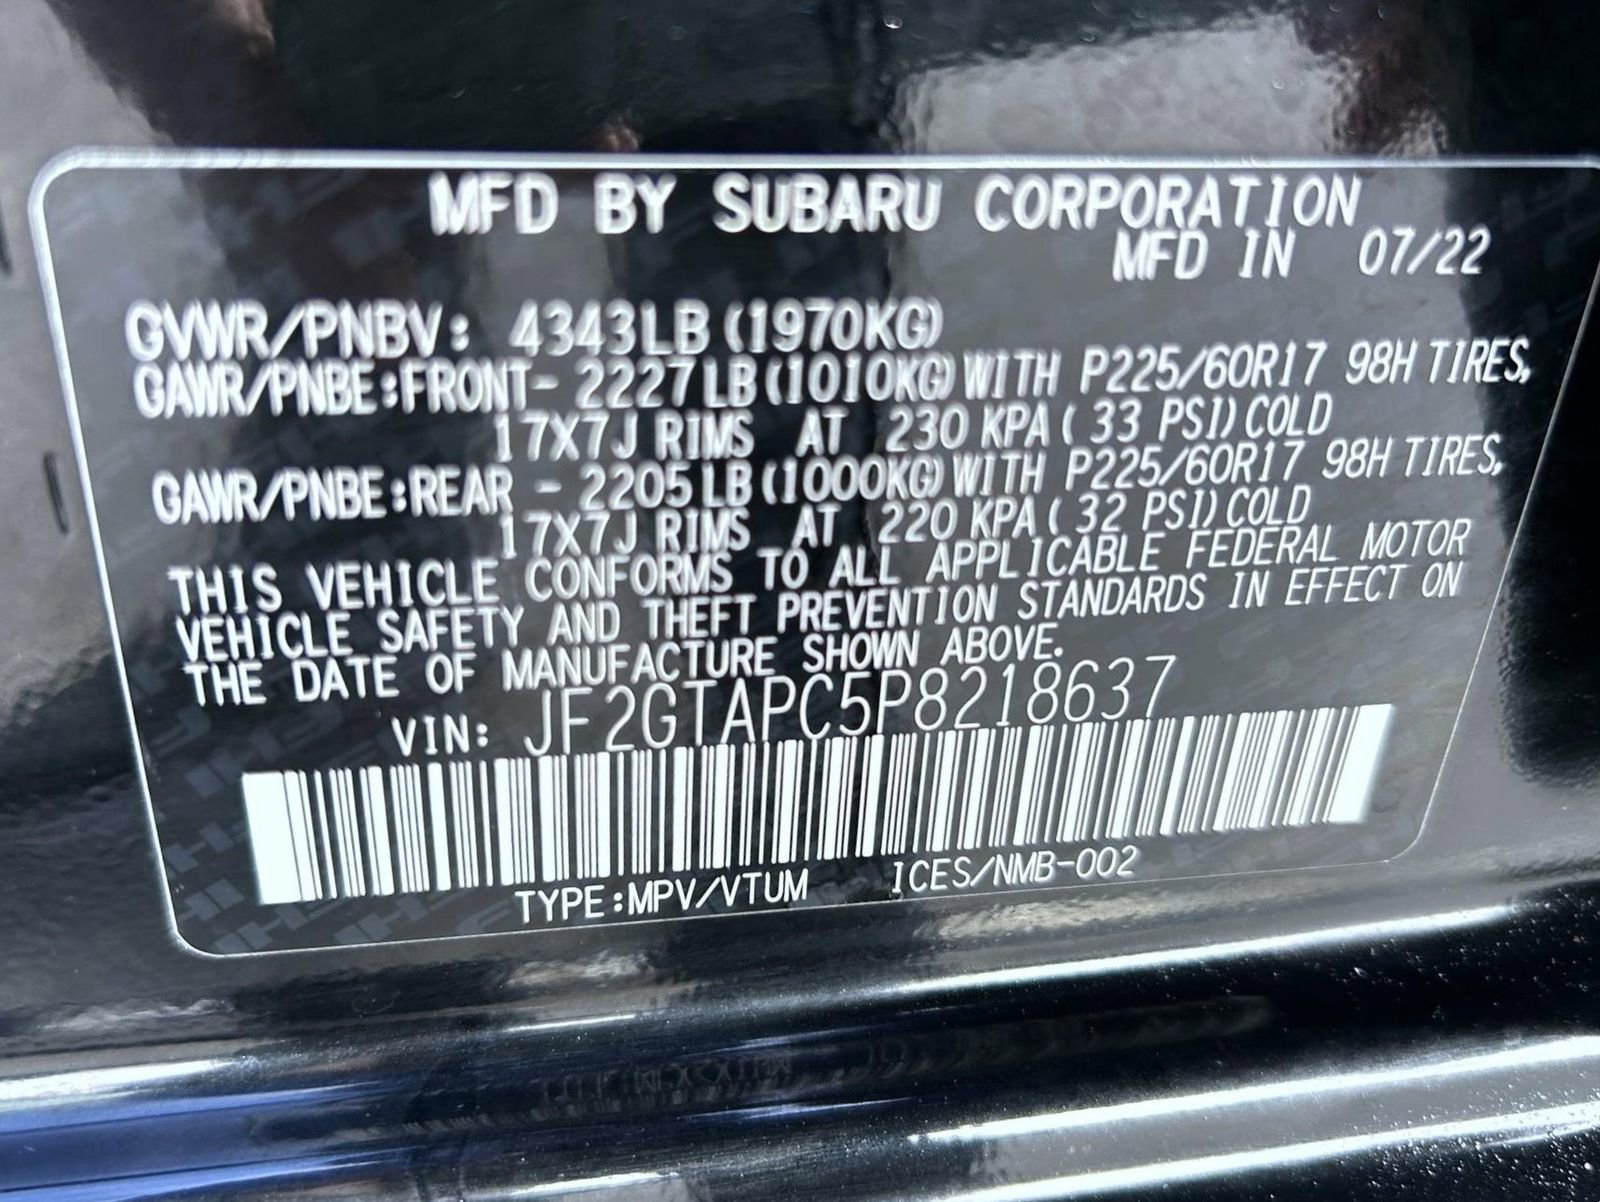 MFD BY SUBARU CORPORATION
MFD IN 07/22
GVWR/PNBV: 4343LB (1970KG)
GAWR/PNBE:FRONT- 2227LB(1010KG)WITH P225/60R17 98H TIRES,
17X7J RIMS AT 230 KPA( 33 PSI)COLD
GAWR/PNBE:REAR - 2205LB(1000KG)WITH P225/60R17 98H TIRES,
17X7J RIMS AT 220 KPA( 32 PSI)COLD
THIS VEHICLE CONFORMS TO ALL APPLICABLE FEDERAL MOTOR
VEHICLE SAFETY AND THEFT PREVENTION STANDARDS IN EFFECT ON
THE DATE OF MANUFACTURE SHOWN ABOVE.
VIN: JF2GTAPC5P8218637
TYPE:MPV/VTUM ICES/NMB-002